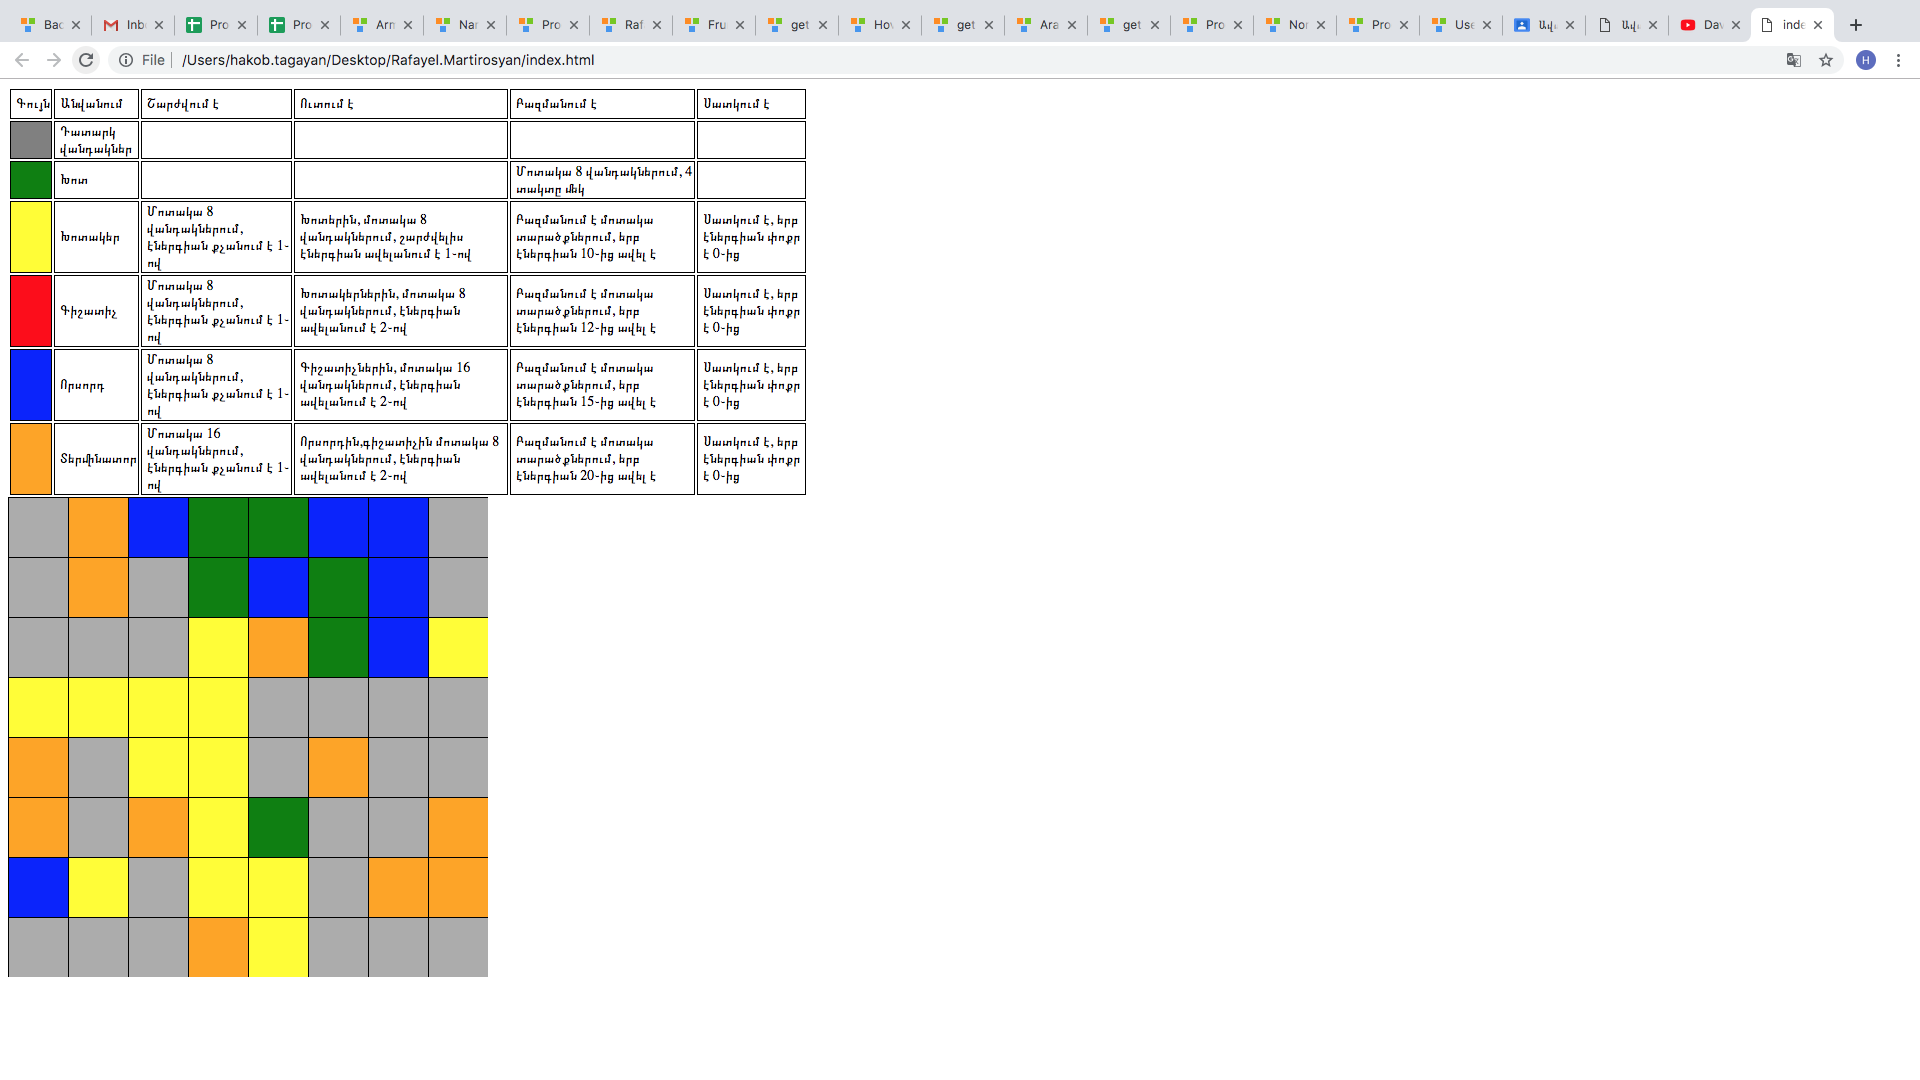 Bac
Inbo
Pro
Pro
Arm
Nar
Pro
Raf
Fru
get
Hov
get
Ara
get
Pro
Nor
Pro
Use
Ավա
Ավա
Dav
inde
File
/Users/hakob.tagayan/Desktop/Rafayel.Martirosyan/index.html
H
Գույն
Անվանում
Շարժվում է
Ուտում է
Բազմանում է
Սատկում է
Դատարկ
վանդակներ
Խոտ
Մոտակա 8 վանդակներում, 4
տակտը մեկ
Խոտակեր
Մոտակա 8
վանդակներում,
էներգիան քչանում է 1-
ով
Խոտերին, մոտակա 8
վանդակներում, շարժվելիս
էներգիան ավելանում է 1-ով
Բազմանում է մոտակա
տարածքներում, երբ
էներգիան 10-ից ավել է
Սատկում է, երբ
էներգիան փոքր
է 0-ից
Գիշատիչ
Մոտակա 8
վանդակներում,
էներգիան քչանում է 1-
ով
Խոտակերներին, մոտակա 8
վանդակներում, էներգիան
ավելանում է 2-ով
Բազմանում է մոտակա
տարածքներում, երբ
էներգիան 12-ից ավել է
Սատկում է, երբ
էներգիան փոքր
է 0-ից
Որսորդ
Մոտակա 8
վանդակներում,
էներգիան քչանում է 1-
ով
Գիշատիչներին, մոտակա 16
վանդակներում, էներգիան
ավելանում է 2-ով
Բազմանում է մոտակա
տարածքներում, երբ
էներգիան 15-ից ավել է
Սատկում է, երբ
էներգիան փոքր
է 0-ից
Տերմինատոր
Մոտակա 16
վանդակներում,
էներգիան քչանում է 1-
ով
Որսորդին,գիշատիչին մոտակա 8
վանդակներում, էներգիան
ավելանում է 2-ով
Բազմանում է մոտակա
տարածքներում, երբ
էներգիան 20-ից ավել է
Սատկում է, երբ
էներգիան փոքր
է 0-ից